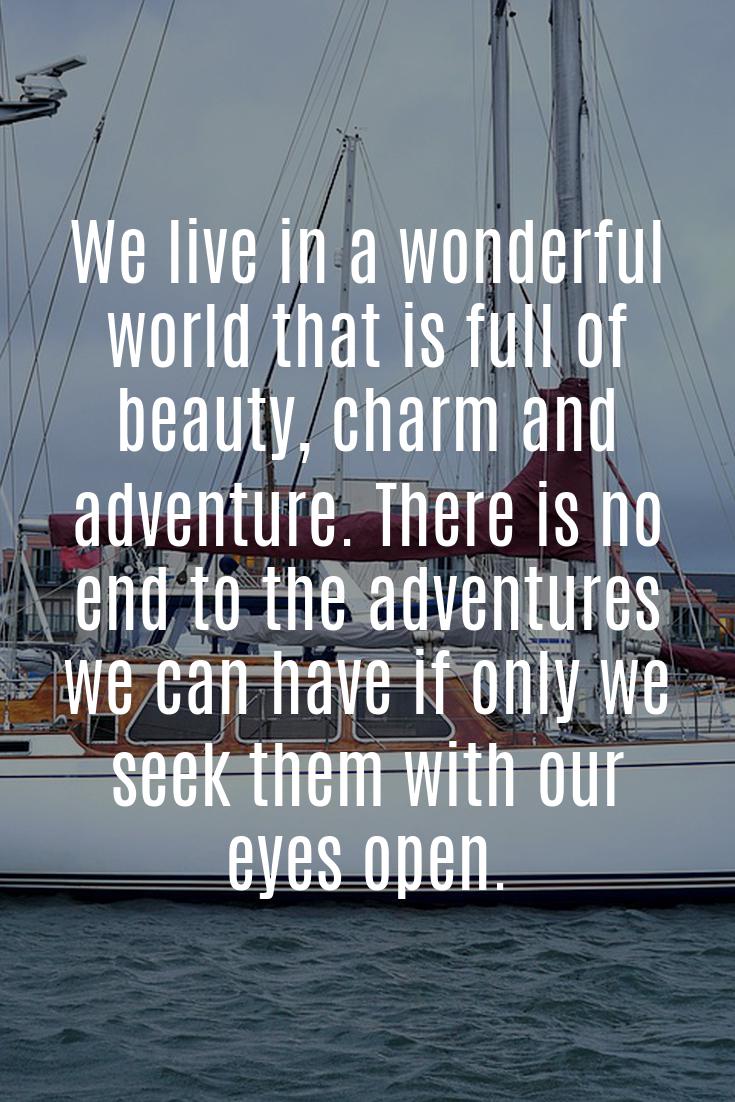 We live in a wonderful
world that is full of
beauty, charm and
adventure. There is no
end to the adventures
we can have if only we
seek them with our
eyes open.